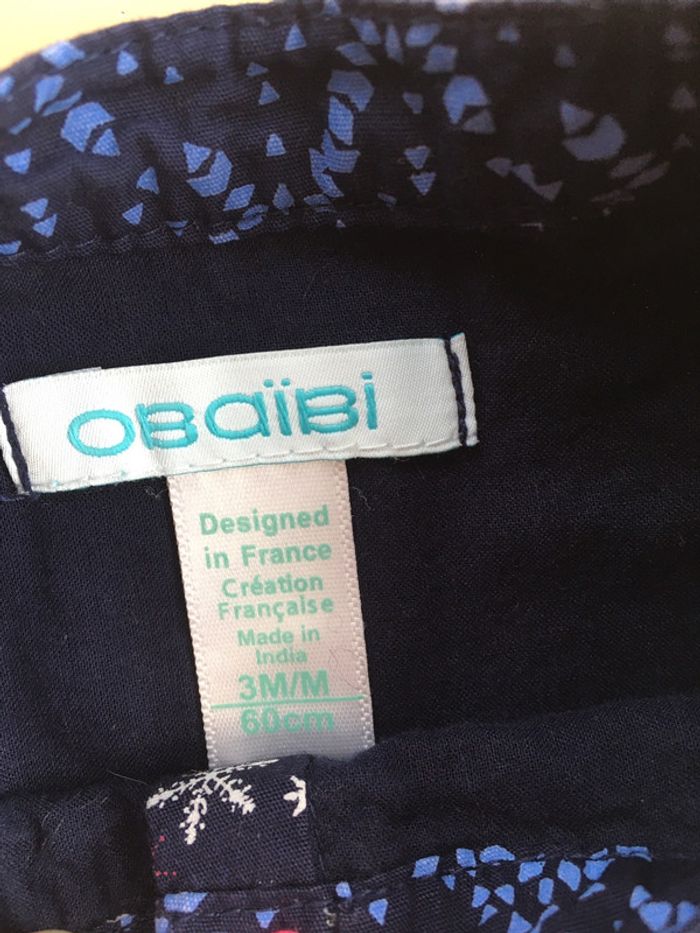 OBaïBi
Designed
in France
Création
Française
Made in
India
3M/M
60cm